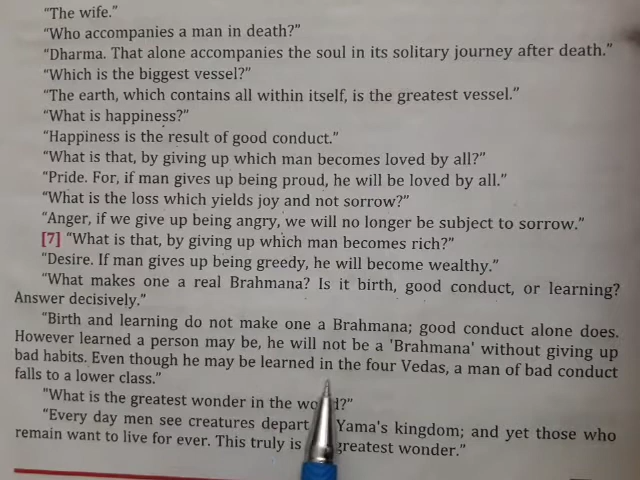 "The wife."
"Who accompanies a man in death?"
"Dharma. That alone accompanies the soul in its solitary journey after death."
"Which is the biggest vessel?"
"The earth, which contains all within itself, is the greatest vessel."
"What is happiness?"
"Happiness is the result of good conduct."
"What is that, by giving up which man becomes loved by all?"
"Pride. For, if man gives up being proud, he will be loved by all."
"What is the loss which yields joy and not sorrow?"
"Anger, if we give up being angry, we will no longer be subject to sorrow."
[7] "What is that, by giving up which man becomes rich?"
"Desire. If man gives up being greedy, he will become wealthy."
"What makes one a real Brahmana? Is it birth, good conduct, or learning?
Answer decisively."
"Birth and learning do not make one a Brahmana; good conduct alone does.
However learned a person may be, he will not be a 'Brahmana' without giving up
bad habits. Even though he may be learned in the four Vedas, a man of bad conduct
falls to a lower class."
"What is the greatest wonder in the
"Every day men see creatures depart Yama's kingdom; and yet those who
remain want to live for ever. This truly is greatest wonder."